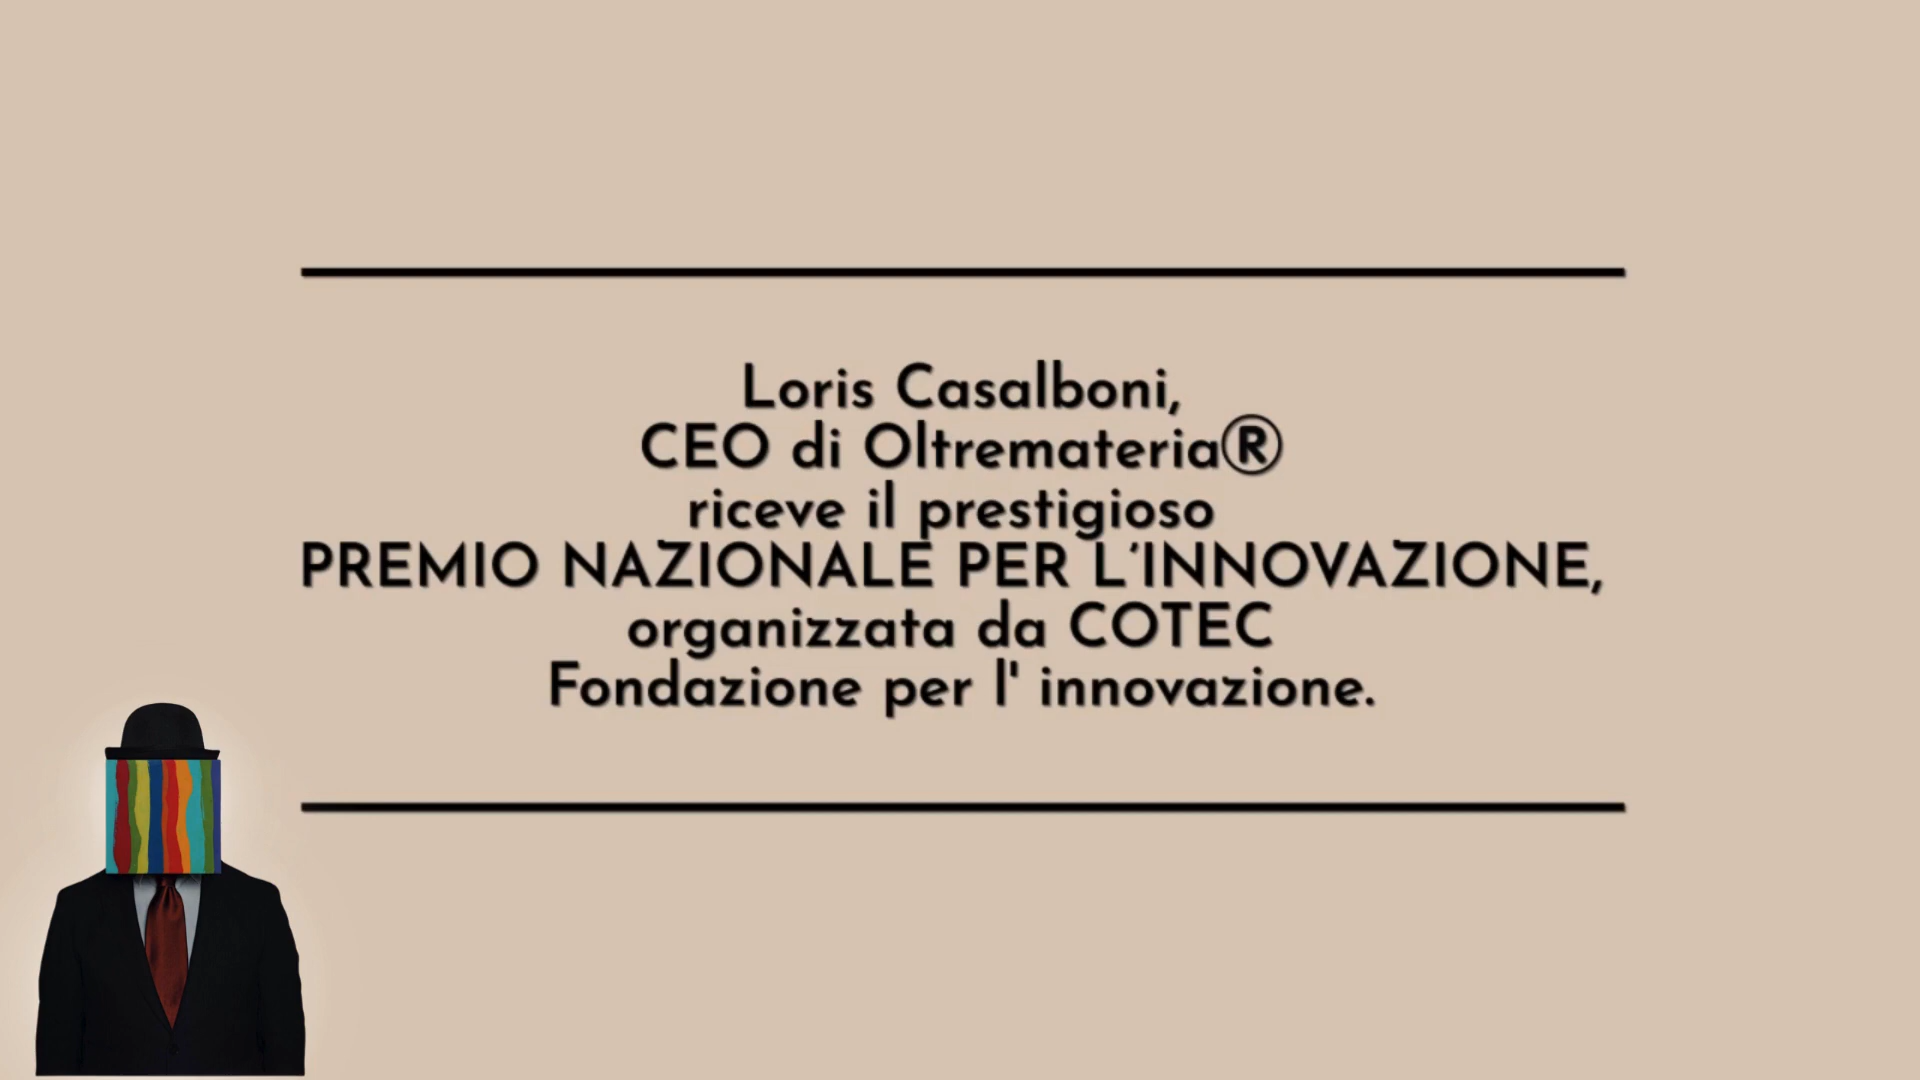 Loris Casalboni,
CEO di Oltremateria®
riceve il prestigioso
PREMIO NAZIONALE PER L'INNOVAZIONE,
organizzata da COTEC
Fondazione per l' innovazione.